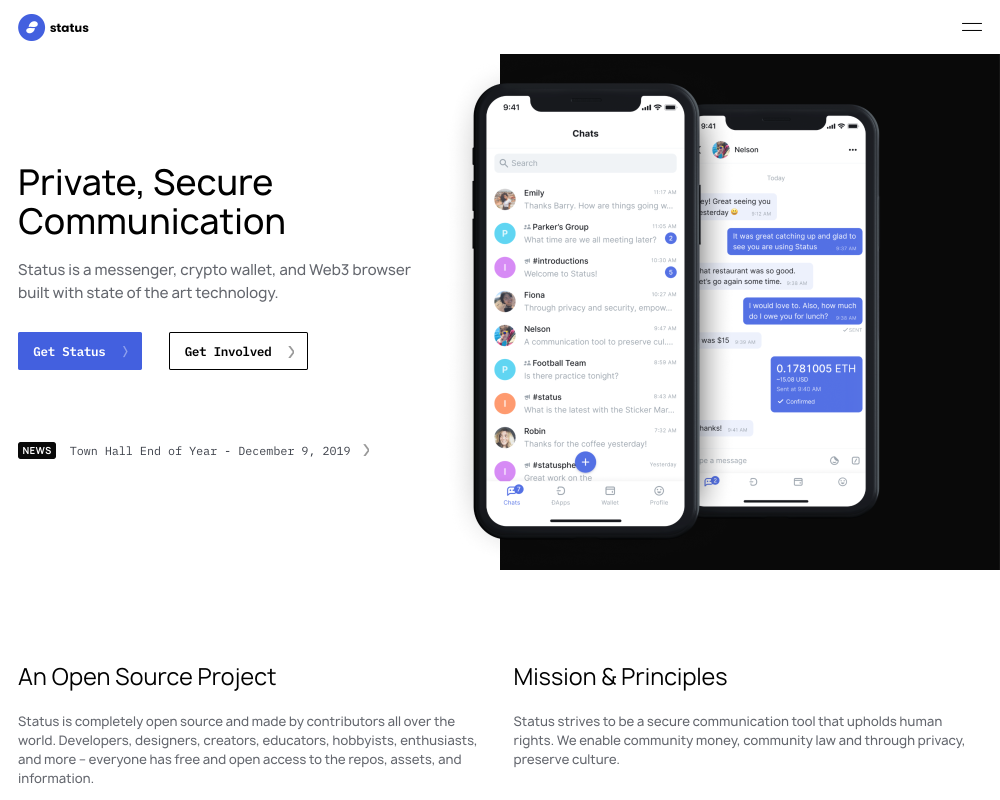 status
Private, Secure
Communication
Status is a messenger, crypto wallet, and Web3 browser
built with state of the art technology.
Get Status
Get Involved
NEWS
Town Hall End of Year - December 9, 2019
9:41
Chats
Search
Emily
11:17 AM
Thanks Barry. How are things going w...
P
Parker's Group
11:05 AM
What time are we all meeting later?
2
I
#introductions
10:30 AM
Welcome to Status!
5
Fiona
10:27 AM
Through privacy and security, empow...
Nelson
9:47 AM
A communication tool to preserve cul....
P
Football Team
8:59 AM
Is there practice tonight?
I
#status
8:43 AM
What is the latest with the Sticker Mar...
Robin
7:52 AM
Thanks for the coffee yesterday!
I
#statusphe
Yesterday
Great work on the
7
Chats
DApps
Wallet
Profile
9:41
Nelson
Today
ey! Great seeing you
esterday
9:12 AM
It was great catching up and glad to
see you are using Status
9:37 AM
hat restaurant was so good.
et's go again some time.
9:38 AM
I would love to. Also, how much
do I owe you for lunch?
9:38 AM
SENT
was $15
9:39 AM
0.1781005 ETH
~15.08 USD
Sent at 9:40 AM
Confirmed
hanks!
9:41 AM
pe a message
2
An Open Source Project
Status is completely open source and made by contributors all over the
world. Developers, designers, creators, educators, hobbyists, enthusiasts,
and more – everyone has free and open access to the repos, assets, and
information.
Mission & Principles
Status strives to be a secure communication tool that upholds human
rights. We enable community money, community law and through privacy,
preserve culture.